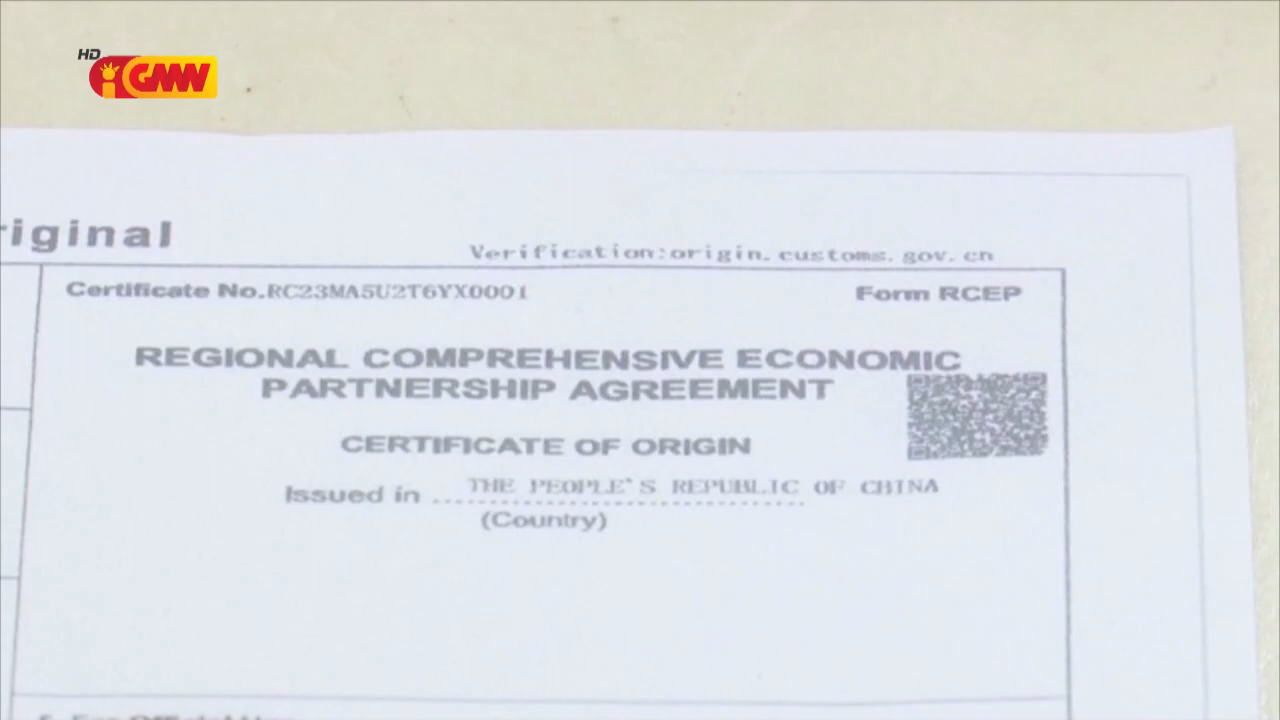 HD
iGMW
riginal
Verification:origin.customs.gov.cn
Certificate No.RC23MA5U2T6YX0001
Form RCEP
REGIONAL COMPREHENSIVE ECONOMIC
PARTNERSHIP AGREEMENT
CERTIFICATE OF ORIGIN
Issued in THE PEOPLE'S REPUBLIC OF CHINA
(Country)